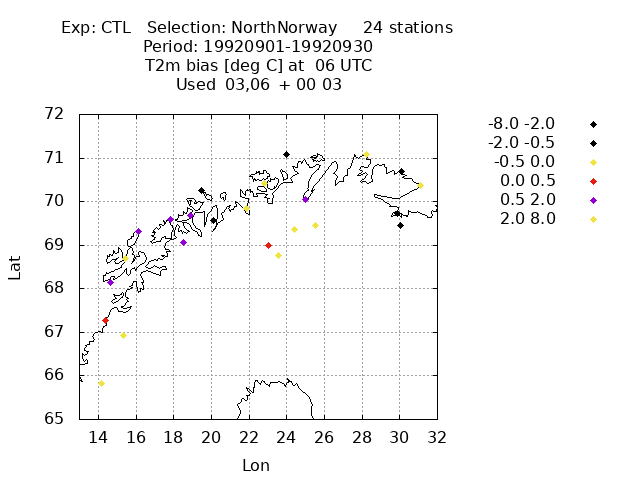 Exp: CTL   Selection: NorthNorway     24 stations
Period: 19920901-19920930
T2m bias [deg C] at  06 UTC
Used  03,06  + 00 03
72
71
70
69
68
67
66
65
14 16 18 20 22 24 26 28 30 32
Lat
Lon
-8.0 -2.0
-2.0 -0.5
-0.5 0.0
0.0 0.5
0.5 2.0
2.0 8.0